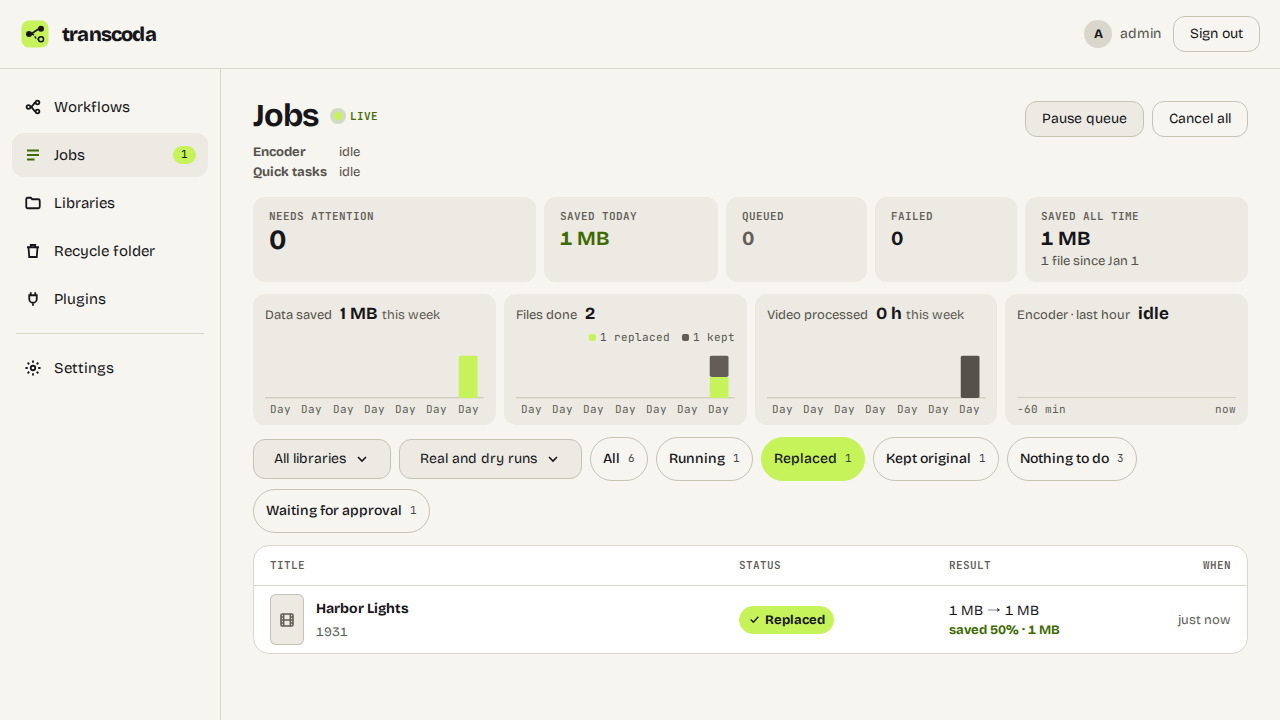 transcoda
A admin Sign out
Workflows
Jobs 1
Libraries
Recycle folder
Plugins
Settings
Jobs LIVE
Pause queue Cancel all
Encoder idle
Quick tasks idle
NEEDS ATTENTION
0
SAVED TODAY
1 MB
QUEUED
0
FAILED
0
SAVED ALL TIME
1 MB
1 file since Jan 1
Data saved 1 MB this week
Day Day Day Day Day Day Day
Files done 2
1 replaced 1 kept
Day Day Day Day Day Day Day
Video processed 0 h this week
Day Day Day Day Day Day Day
Encoder · last hour idle
-60 min now
All libraries Real and dry runs All 6 Running 1 Replaced 1 Kept original 1 Nothing to do 3
Waiting for approval 1
TITLE STATUS RESULT WHEN
Harbor Lights
1931
Replaced
1 MB → 1 MB
saved 50% · 1 MB
just now